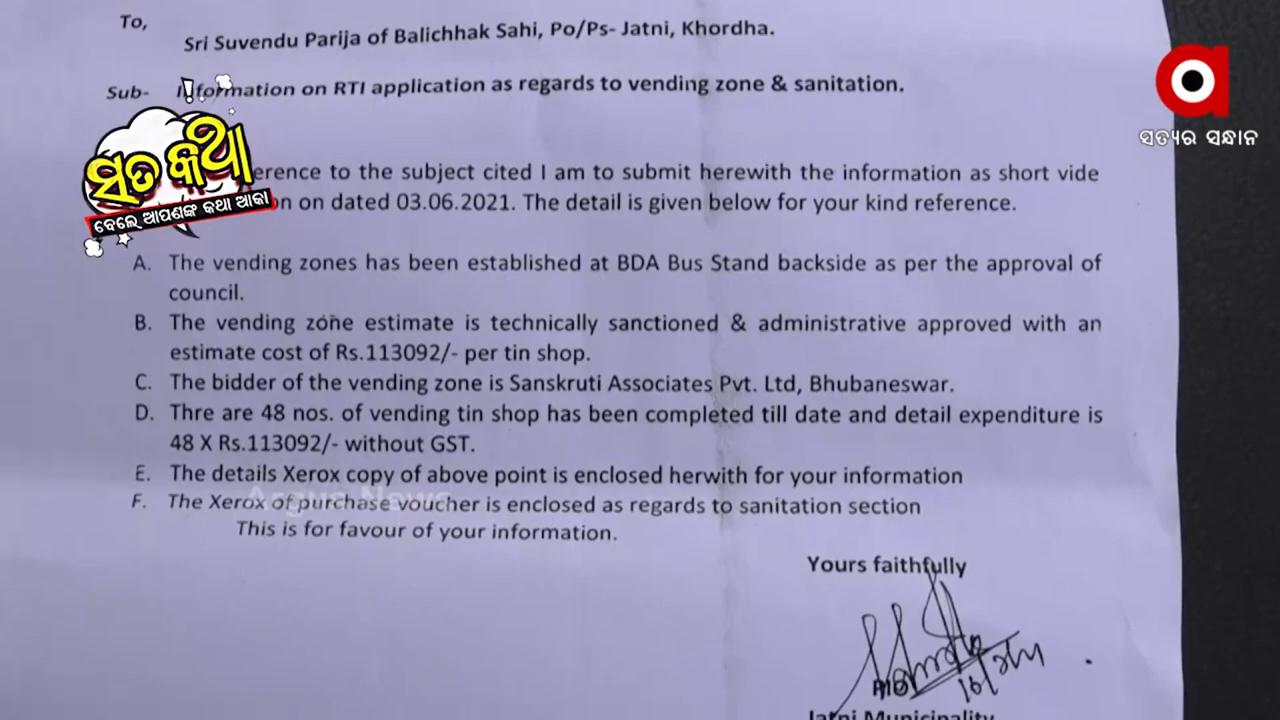 To,
Sri Suvendu Parija of Balichhak Sahi, Po/Ps- Jatni, Khordha.
Sub- Information on RTI application as regards to vending zone & sanitation.
ସତ କଥା
ବେଲେ ଆପଣଙ୍କ କଥା ଆକା
ସତ୍ୟର ସନ୍ଧାନ
erence to the subject cited I am to submit herewith the information as short vide
on on dated 03.06.2021. The detail is given below for your kind reference.
A. The vending zones has been established at BDA Bus Stand backside as per the approval of
council.
B. The vending zone estimate is technically sanctioned & administrative approved with an
estimate cost of Rs.113092/- per tin shop.
C. The bidder of the vending zone is Sanskruti Associates Pvt. Ltd, Bhubaneswar.
D. Thre are 48 nos. of vending tin shop has been completed till date and detail expenditure is
48 X Rs.113092/- without GST.
E. The details Xerox copy of above point is enclosed herwith for your information
Argus News
F. The Xerox of purchase voucher is enclosed as regards to sanitation section
This is for favour of your information.
Yours faithfully
PIO
Jatni Municipality